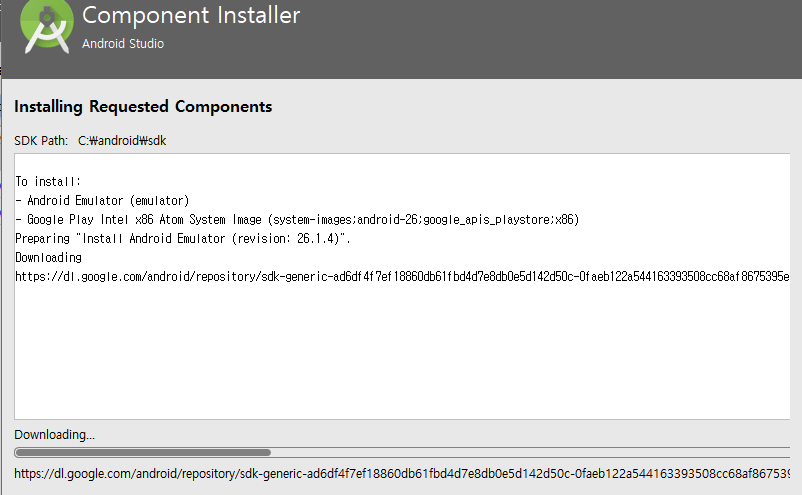 Component Installer
Android Studio
Installing Requested Components
SDK Path: C:₩android₩sdk
To install:
- Android Emulator (emulator)
- Google Play Intel x86 Atom System Image (system-images;android-26;google_apis_playstore;x86)
Preparing "Install Android Emulator (revision: 26.1.4)".
Downloading
https://dl.google.com/android/repository/sdk-generic-ad6df4f7ef18860db61fbd4d7e8db0e5d142d50c-0faeb122a544163393508cc68af8675395e
Downloading...
https://dl.google.com/android/repository/sdk-generic-ad6df4f7ef18860db61fbd4d7e8db0e5d142d50c-0faeb122a544163393508cc68af867539